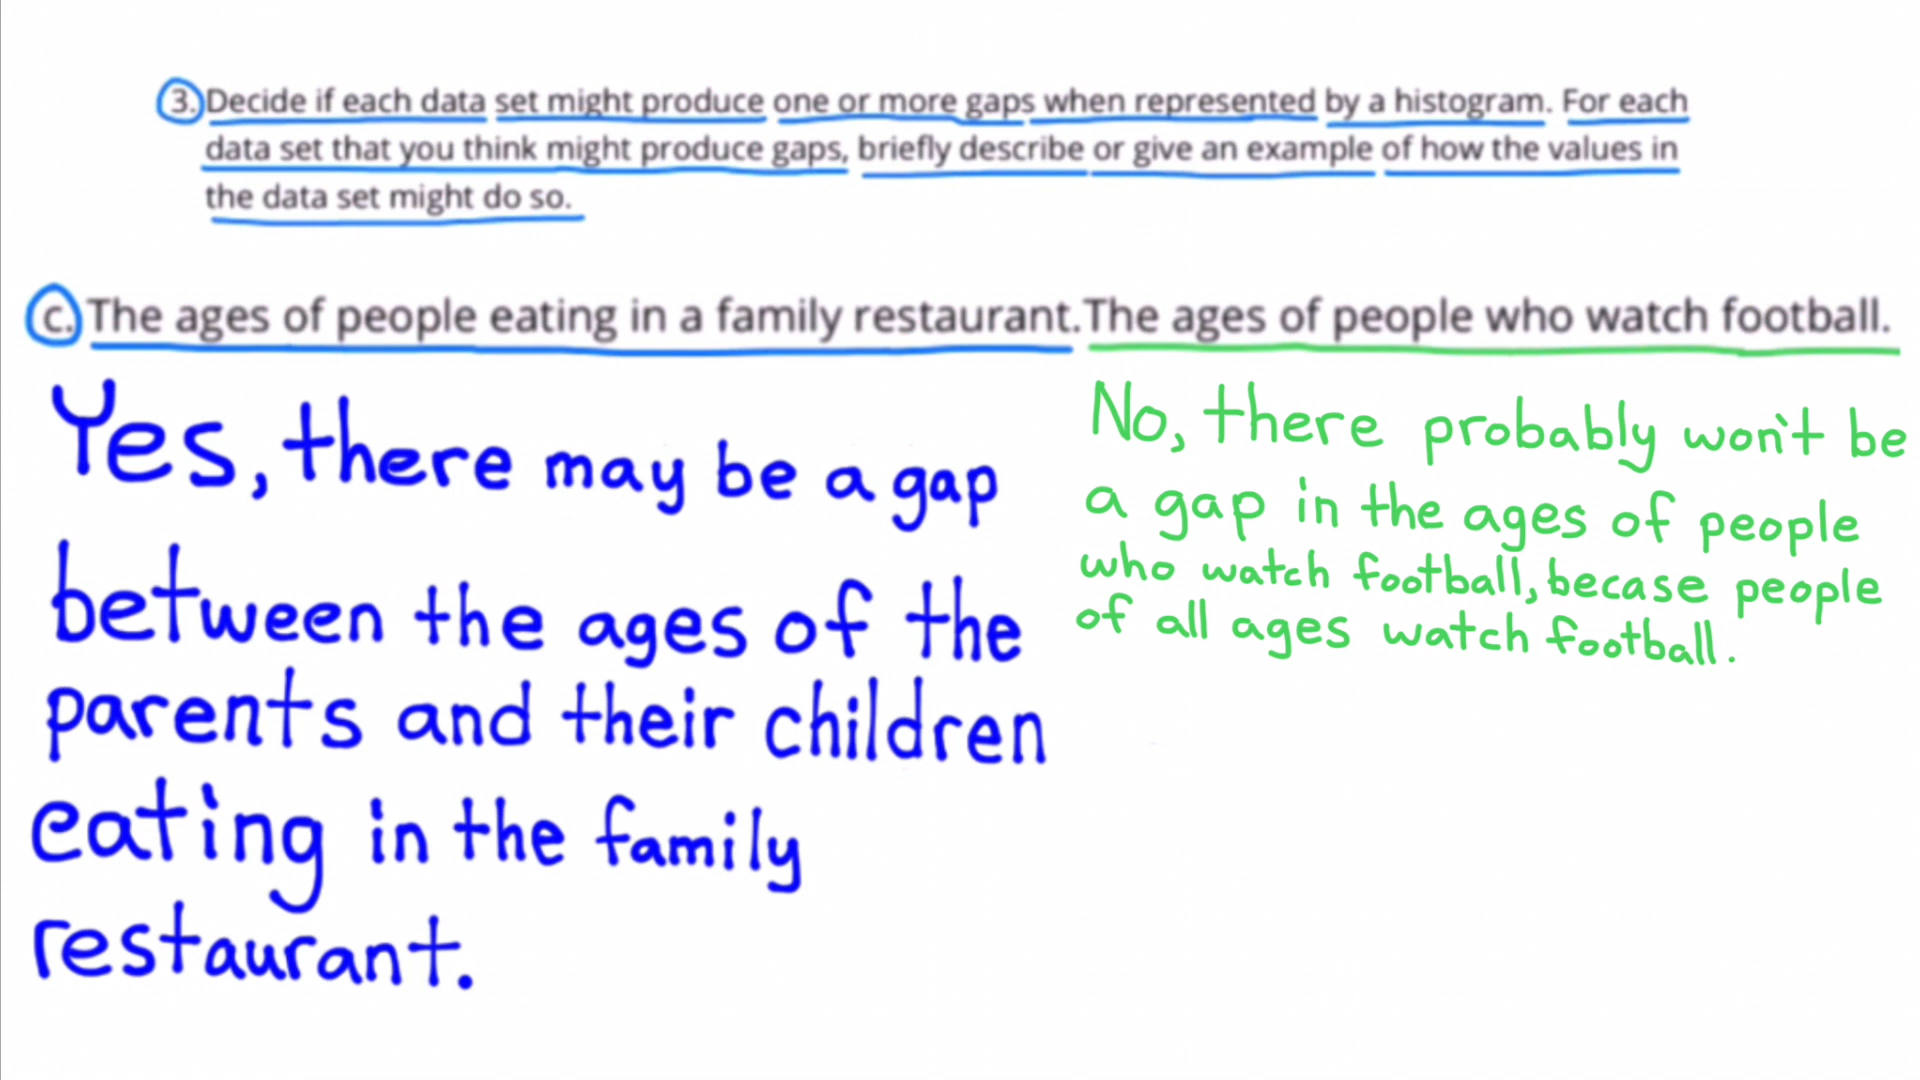 3. Decide if each data set might produce one or more gaps when represented by a histogram. For each
data set that you think might produce gaps, briefly describe or give an example of how the values in
the data set might do so.
c. The ages of people eating in a family restaurant.
Yes, there may be a gap
between the ages of the
parents and their children
eating in the family
restaurant.
The ages of people who watch football.
No, there probably won't be
a gap in the ages of people
who watch football, becase people
of all ages watch football.